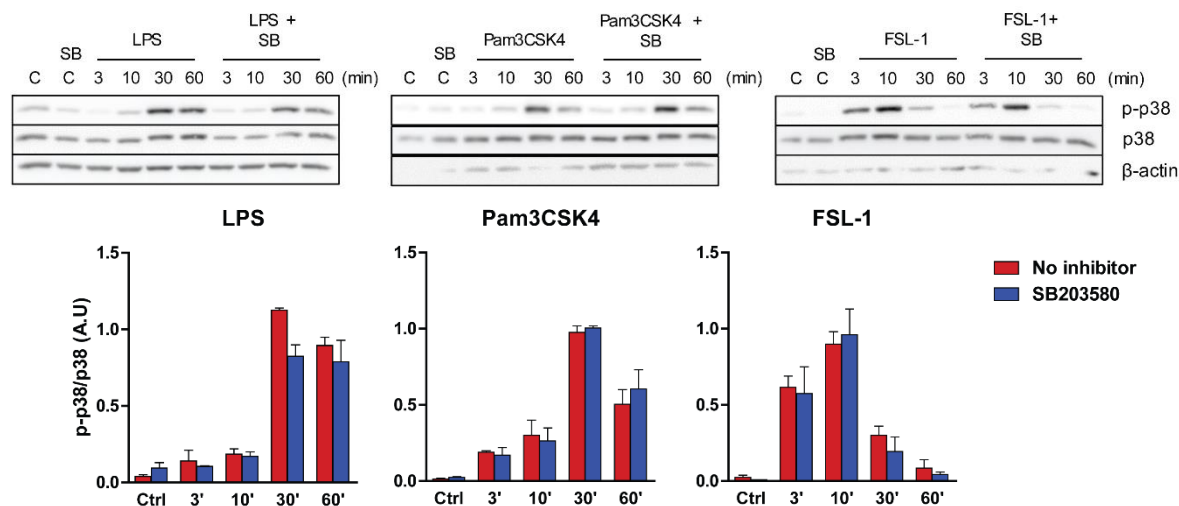 LPS + SB
SB LPS
C C 3 10 30 60 3 10 30 60 (min)
Pam3CSK4 + SB
SB Pam3CSK4
C C 3 10 30 60 3 10 30 60 (min)
FSL-1+ SB
SB FSL-1
C C 3 10 30 60 3 10 30 60 (min)
p-p38
p38
β-actin
LPS
p-p38/p38 (A.U)
1.5
1.0
0.5
0.0
Ctrl 3' 10' 30' 60'
Pam3CSK4
1.5
1.0
0.5
0.0
Ctrl 3' 10' 30' 60'
FSL-1
1.5
1.0
0.5
0.0
Ctrl 3' 10' 30' 60'
No inhibitor
SB203580